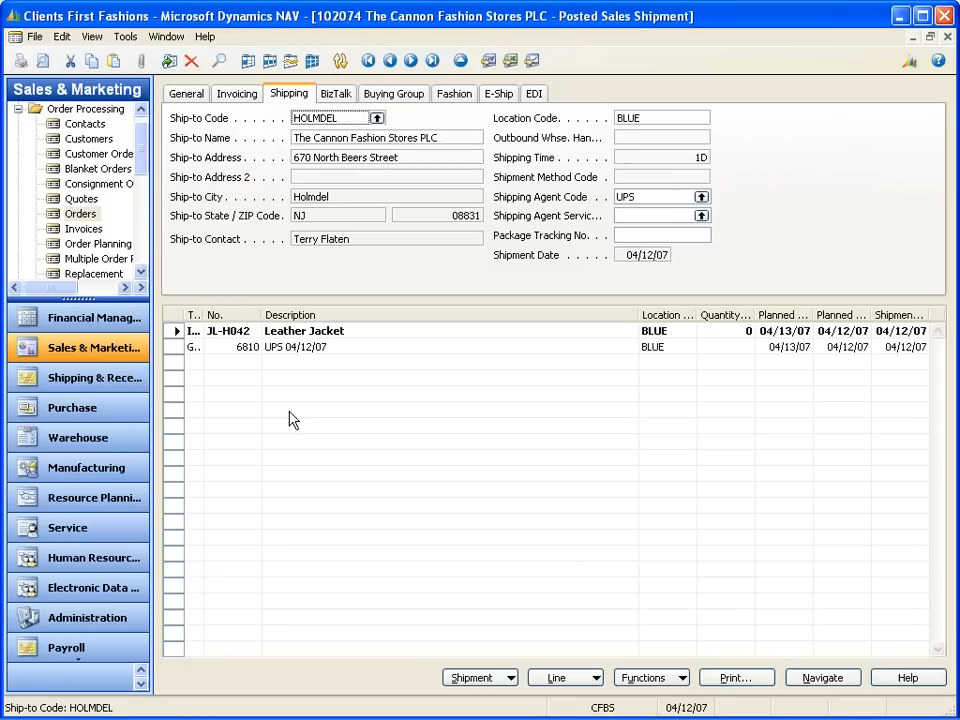 Clients First Fashions - Microsoft Dynamics NAV - [102074 The Cannon Fashion Stores PLC - Posted Sales Shipment]
File Edit View Tools Window Help
Sales & Marketing
Order Processing
Contacts
Customers
Customer Orde
Blanket Orders
Consignment O
Quotes
Orders
Invoices
Order Planning
Multiple Order F
Replacement
Financial Manag...
Sales & Marketi...
Shipping & Rece...
Purchase
Warehouse
Manufacturing
Resource Planni...
Service
Human Resourc...
Electronic Data ...
Administration
Payroll
General Invoicing Shipping BizTalk Buying Group Fashion E-Ship EDI
Ship-to Code . . . . . . HOLMDEL
Ship-to Name . . . . . . The Cannon Fashion Stores PLC
Ship-to Address . . . . . 670 North Beers Street
Ship-to Address 2 . . . .
Ship-to City . . . . . . . Holmdel
Ship-to State / ZIP Code. NJ 08831
Ship-to Contact . . . . . Terry Flaten
Location Code. . . . . . BLUE
Outbound Whse. Han...
Shipping Time . . . . . . 1D
Shipment Method Code .
Shipping Agent Code . . UPS
Shipping Agent Servic...
Package Tracking No. . .
Shipment Date . . . . . 04/12/07
T... No. Description Location ... Quantity... Planned ... Planned ... Shipmen...
I... JL-H042 Leather Jacket BLUE 0 04/13/07 04/12/07 04/12/07
G.. 6810 UPS 04/12/07 BLUE 04/13/07 04/12/07 04/12/07
Shipment Line Functions Print... Navigate Help
Ship-to Code: HOLMDEL CFBS 04/12/07